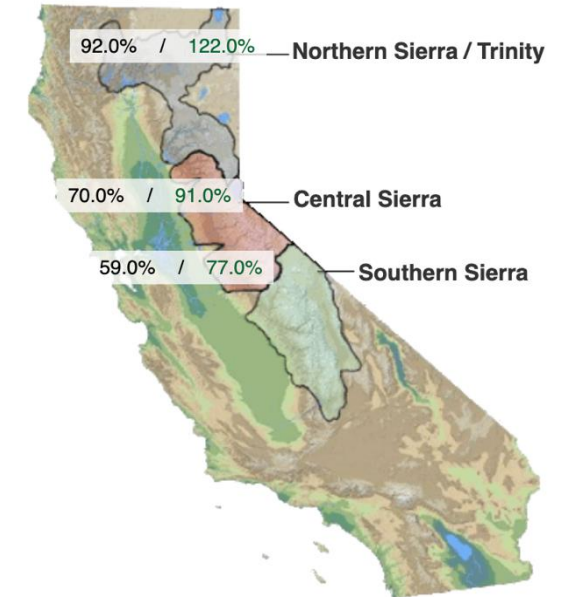 92.0% / 122.0% Northern Sierra / Trinity
70.0% / 91.0% Central Sierra
59.0% / 77.0% Southern Sierra